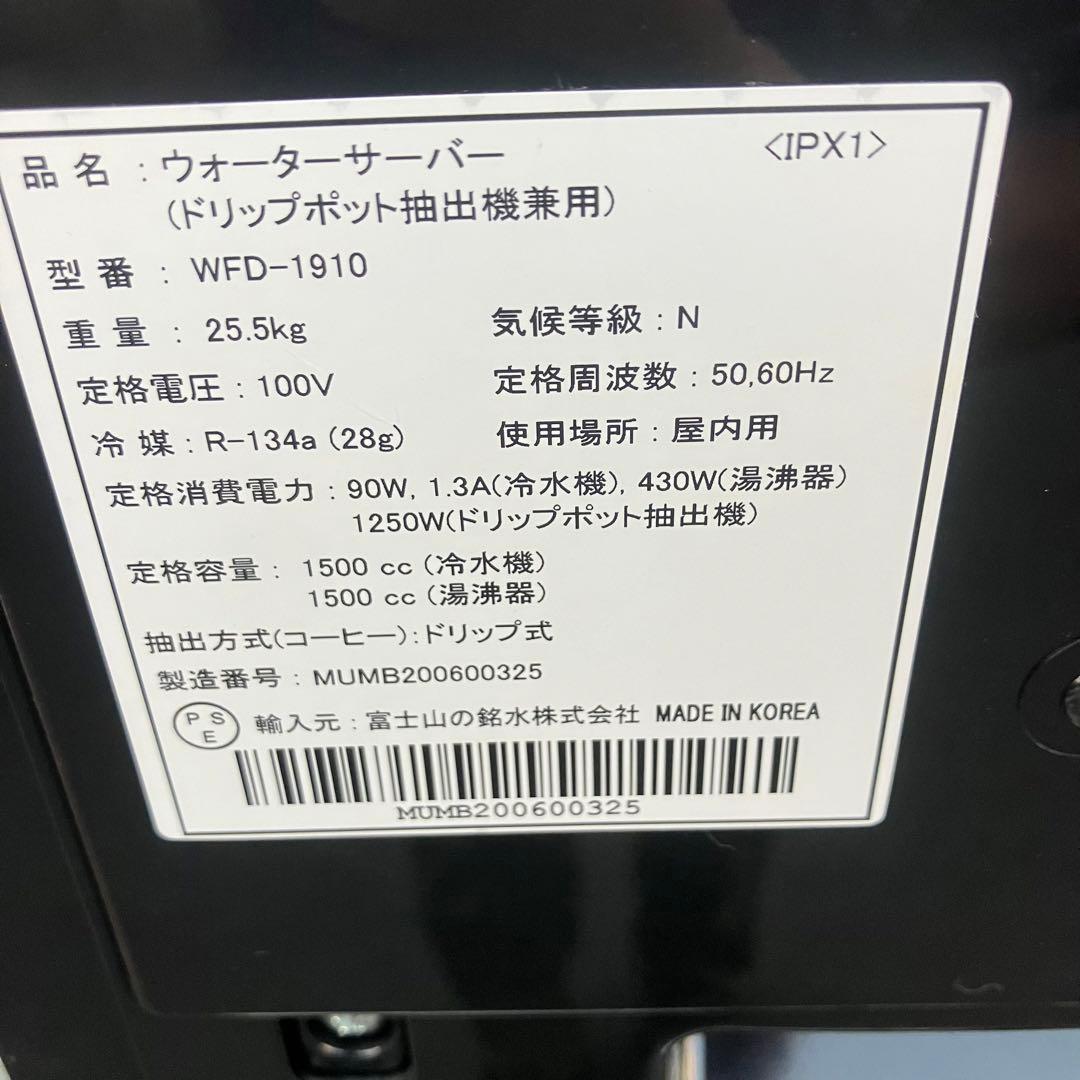 品名：ウォーターサーバー <IPX1>
(ドリップポット抽出機兼用)
型番：WFD-1910
重量：25.5kg 気候等級：N
定格電圧：100V 定格周波数：50,60Hz
冷媒：R-134a (28g) 使用場所：屋内用
定格消費電力：90W, 1.3A(冷水機), 430W(湯沸器)
1250W(ドリップポット抽出機)
定格容量： 1500 cc (冷水機)
1500 cc (湯沸器)
抽出方式(コーヒー)：ドリップ式
製造番号：MUMB200600325
PSE 輸入元：富士山の銘水株式会社 MADE IN KOREA
MUMB200600325